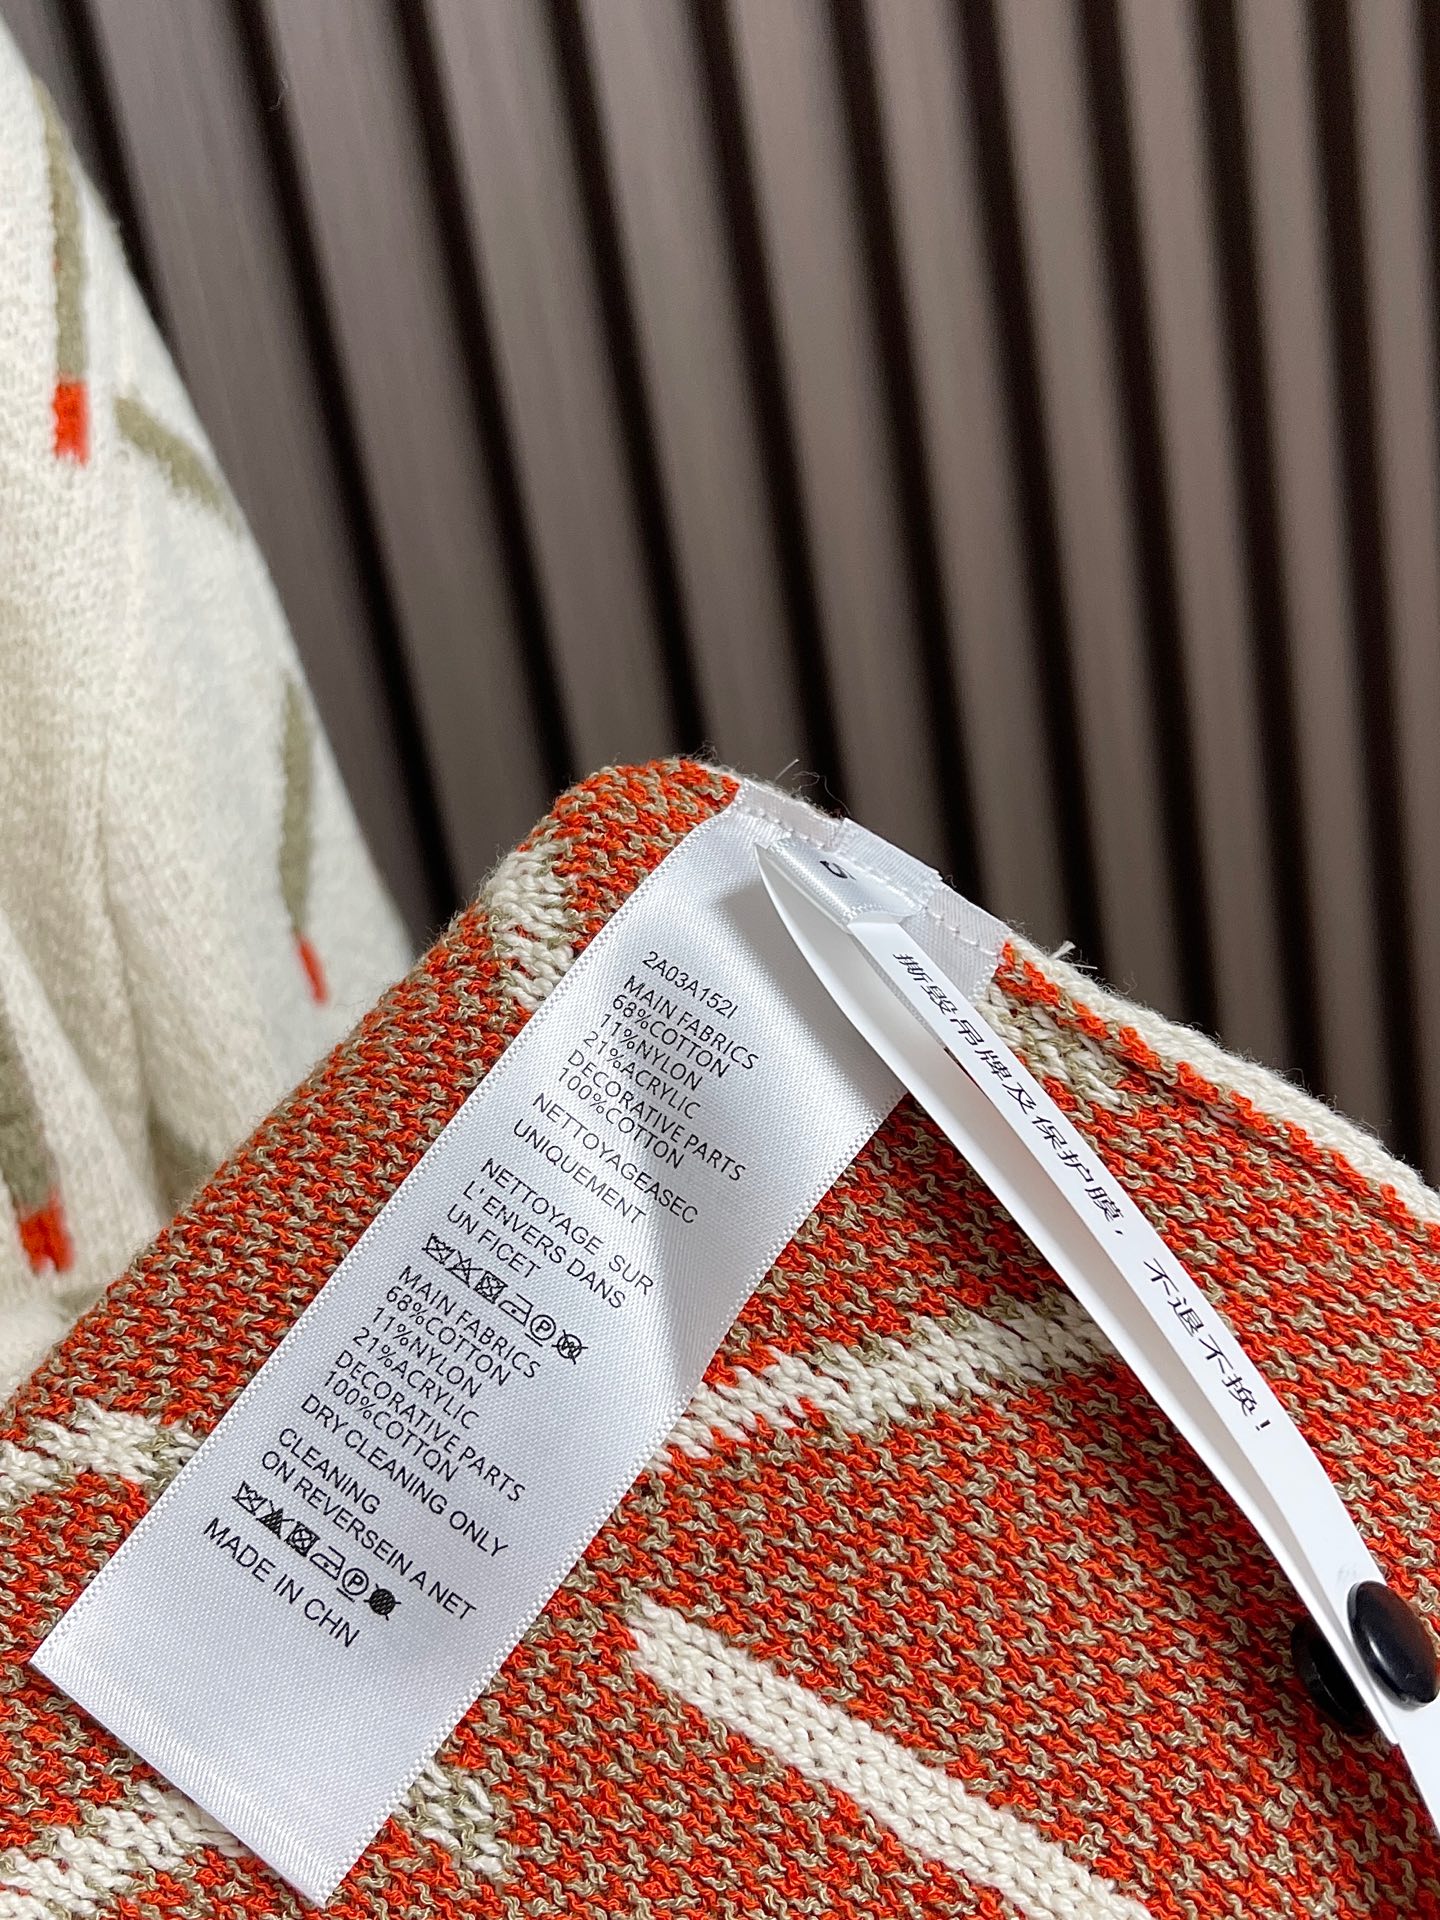 2A03A152I
MAIN FABRICS
68%COTTON
11%NYLON
21%ACRYLIC
DECORATIVE PARTS
100%COTTON
NETTOYAGEASEC
UNIQUEMENT
NETTOYAGE SUR
L'ENVERS DANS
UN FICET
MAIN FABRICS
68%COTTON
11%NYLON
21%ACRYLIC
DECORATIVE PARTS
100%COTTON
DRY CLEANING ONLY
CLEANING
ON REVERSEIN A NET
MADE IN CHN
撕毁吊牌及保护膜，不退不换！